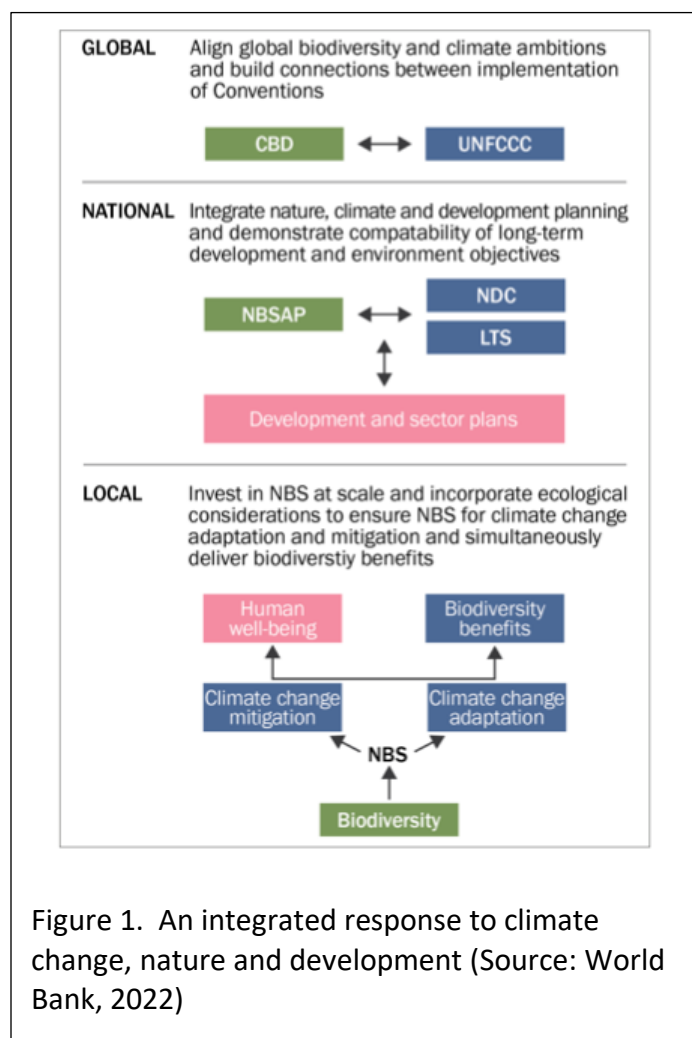 GLOBAL Align global biodiversity and climate ambitions
and build connections between implementation
of Conventions
CBD UNFCCC
NATIONAL Integrate nature, climate and development planning
and demonstrate compatability of long-term
development and environment objectives
NBSAP NDC
LTS
Development and sector plans
LOCAL Invest in NBS at scale and incorporate ecological
considerations to ensure NBS for climate change
adaptation and mitigation and simultaneously
deliver biodiverstiy benefits
Human
well-being
Biodiversity
benefits
Climate change
mitigation
Climate change
adaptation
NBS
Biodiversity
Figure 1. An integrated response to climate
change, nature and development (Source: World
Bank, 2022)